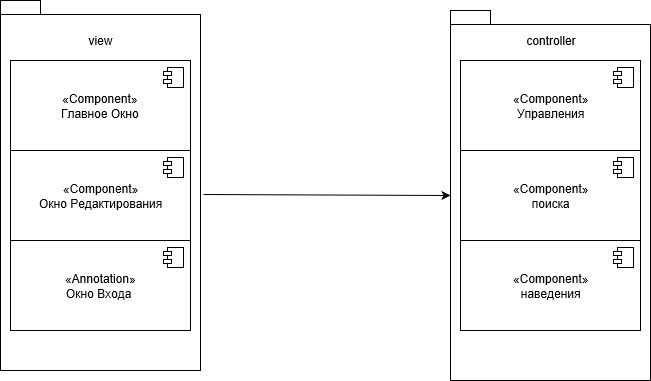 view
«Component»
Главное Окно
«Component»
Окно Редактирования
«Annotation»
Окно Входа
controller
«Component»
Управления
«Component»
поиска
«Component»
наведения